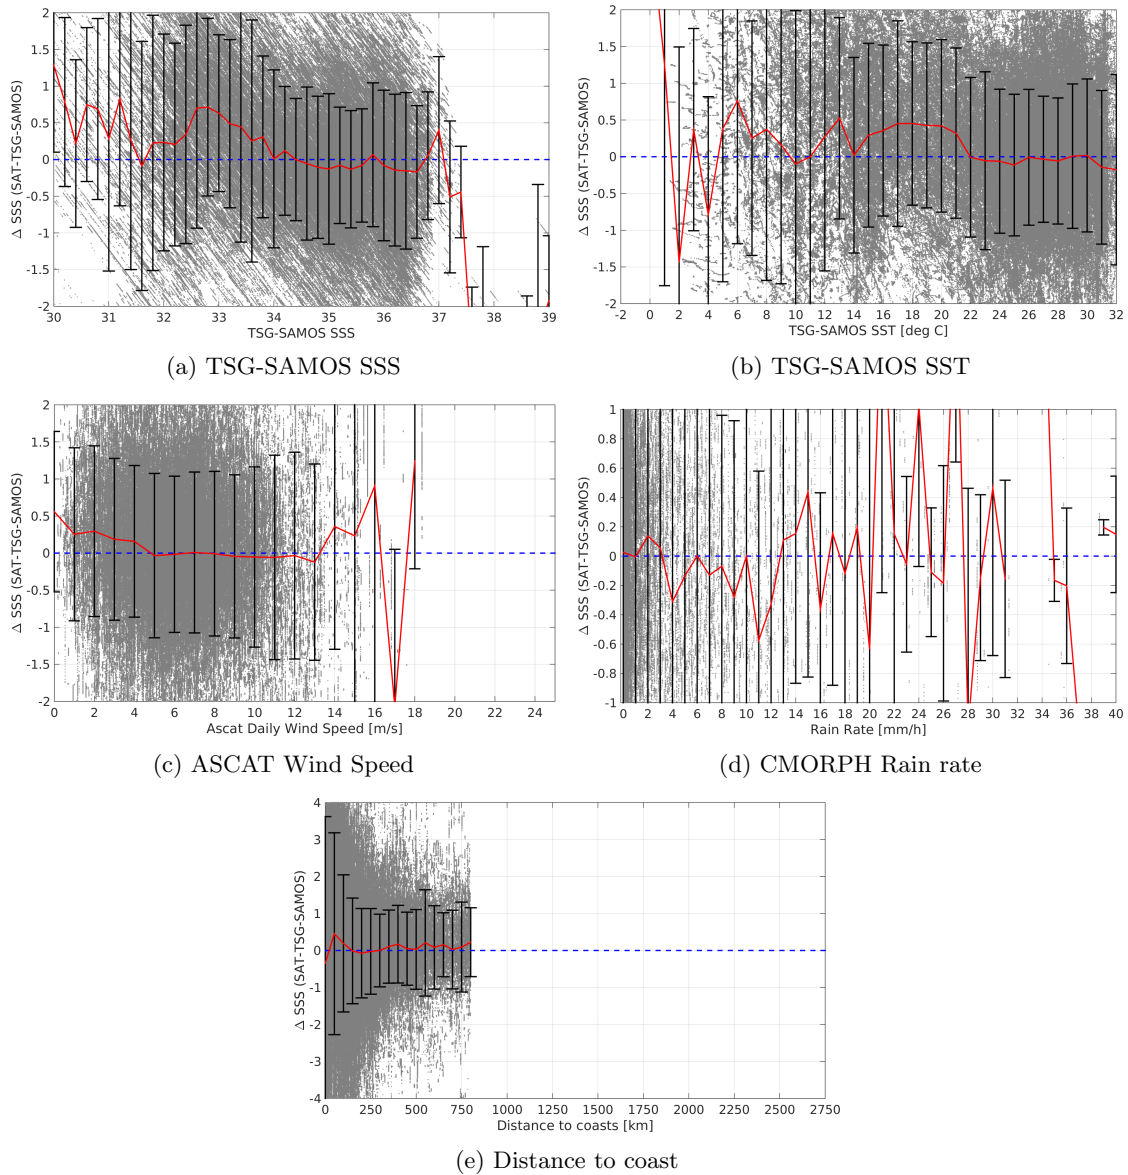 2
1.5
1
0.5
0
-0.5
-1
-1.5
-2
Δ SSS (SAT-TSG-SAMOS)
30 31 32 33 34 35 36 37 38 39
TSG-SAMOS SSS
(a) TSG-SAMOS SSS
2
1.5
1
0.5
0
-0.5
-1
-1.5
-2
Δ SSS (SAT-TSG-SAMOS)
-2 0 2 4 6 8 10 12 14 16 18 20 22 24 26 28 30 32
TSG-SAMOS SST [deg C]
(b) TSG-SAMOS SST
2
1.5
1
0.5
0
-0.5
-1
-1.5
-2
Δ SSS (SAT-TSG-SAMOS)
0 2 4 6 8 10 12 14 16 18 20 22 24
Ascat Daily Wind Speed [m/s]
(c) ASCAT Wind Speed
1
0.8
0.6
0.4
0.2
0
-0.2
-0.4
-0.6
-0.8
-1
Δ SSS (SAT-TSG-SAMOS)
0 2 4 6 8 10 12 14 16 18 20 22 24 26 28 30 32 34 36 38 40
Rain Rate [mm/h]
(d) CMORPH Rain rate
4
3
2
1
0
-1
-2
-3
-4
Δ SSS (SAT-TSG-SAMOS)
0 250 500 750 1000 1250 1500 1750 2000 2250 2500 2750
Distance to coasts [km]
(e) Distance to coast